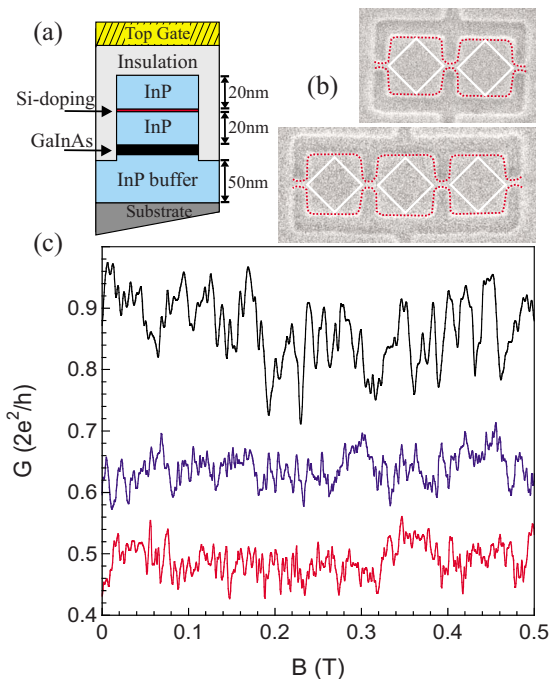 (a)
Top Gate
Insulation
Si-doping
InP
20nm
GaInAs
InP
20nm
InP buffer
50nm
Substrate
(b)
(c)
G (2e²/h)
0.9
0.8
0.7
0.6
0.5
0.4
0
0.1
0.2
0.3
0.4
0.5
B (T)